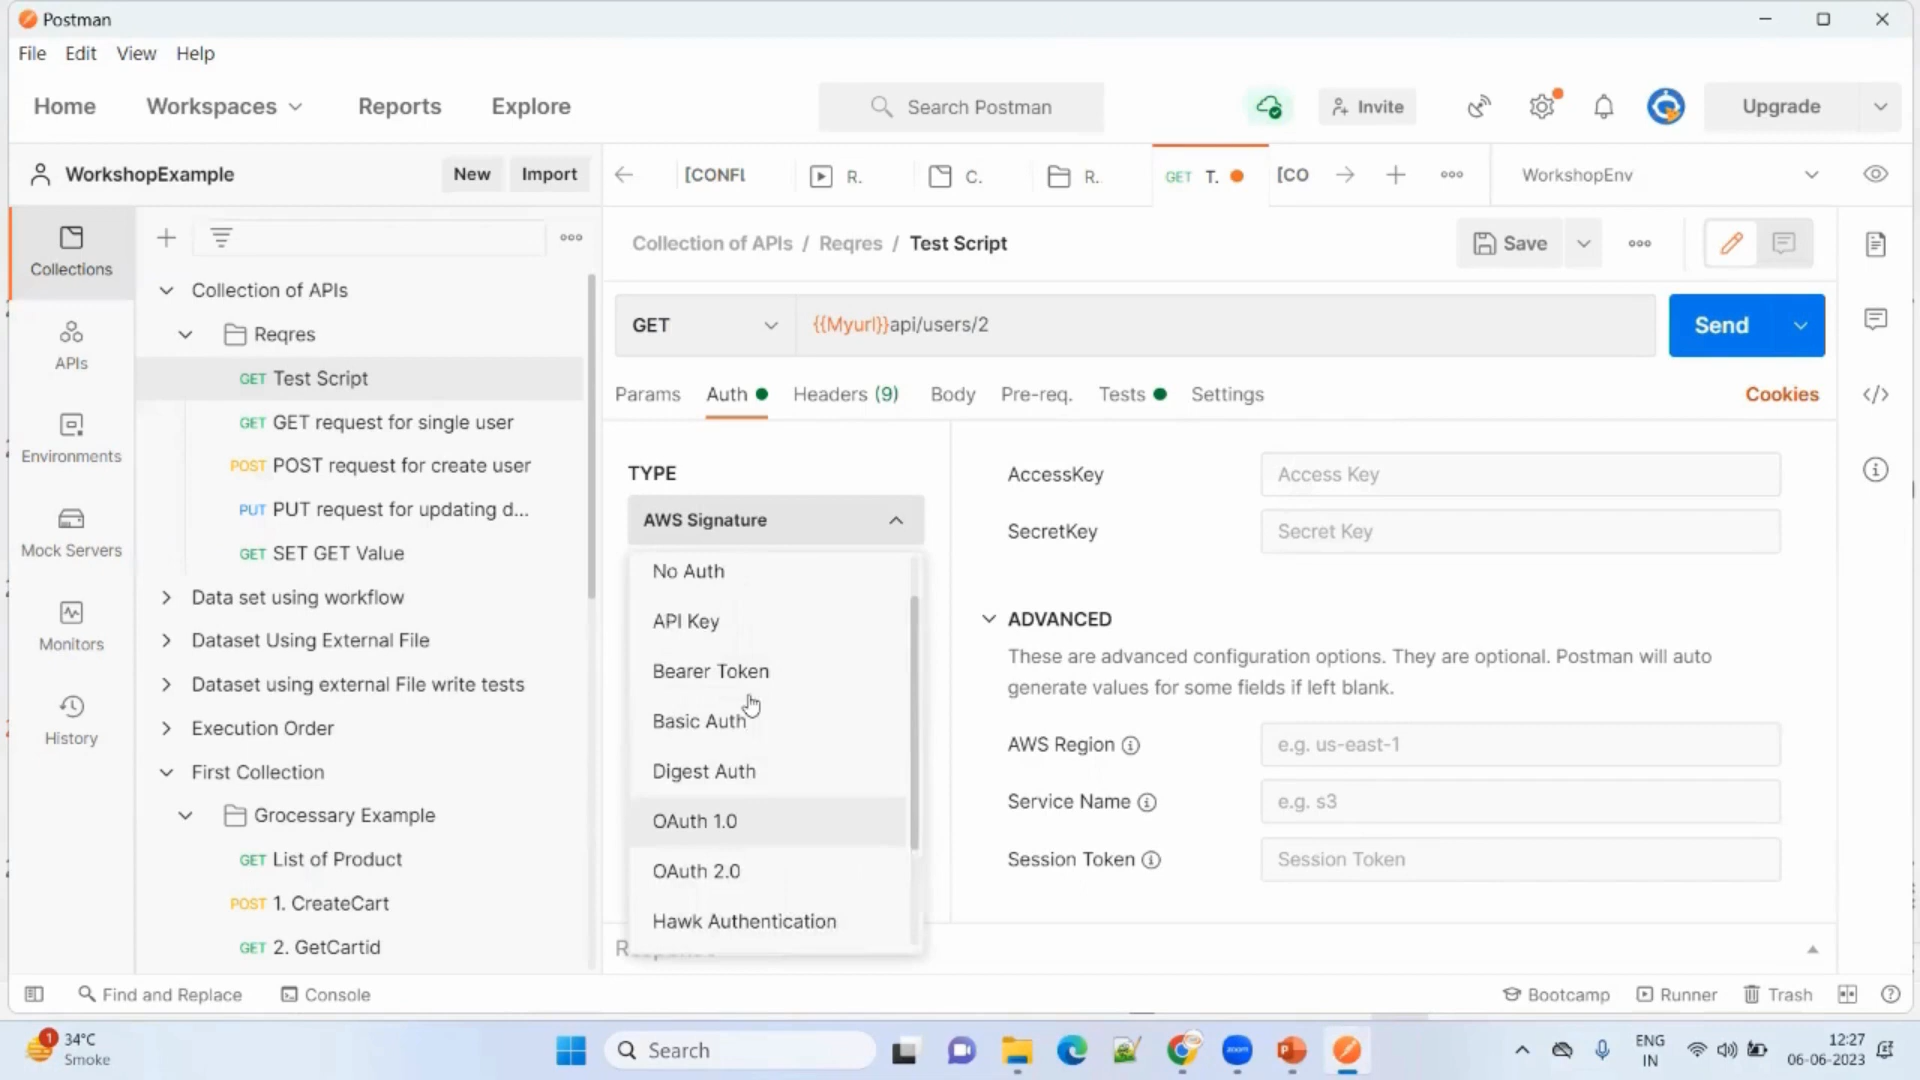 Postman
File Edit View Help
Home Workspaces Reports Explore
Search Postman
Invite
Upgrade
WorkshopExample
New Import
[CONFL
R.
C.
R.
GET T.
[CO
WorkshopEnv
Collections
APIs
Environments
Mock Servers
Monitors
History
Collection of APIs
Reqres
GET Test Script
GET GET request for single user
POST POST request for create user
PUT PUT request for updating d...
GET SET GET Value
Data set using workflow
Dataset Using External File
Dataset using external File write tests
Execution Order
First Collection
Grocessary Example
GET List of Product
POST 1. CreateCart
GET 2. GetCartid
Collection of APIs / Reqres / Test Script
Save
GET
{{Myurl}}api/users/2
Send
Params Auth Headers (9) Body Pre-req. Tests Settings
Cookies
TYPE
AWS Signature
No Auth
API Key
Bearer Token
Basic Auth
Digest Auth
OAuth 1.0
OAuth 2.0
Hawk Authentication
AccessKey
Access Key
SecretKey
Secret Key
ADVANCED
These are advanced configuration options. They are optional. Postman will auto
generate values for some fields if left blank.
AWS Region
e.g. us-east-1
Service Name
e.g. s3
Session Token
Session Token
Find and Replace
Console
Bootcamp
Runner
Trash
1
34°C
Smoke
Search
zoom
ENG
IN
12:27
06-06-2023